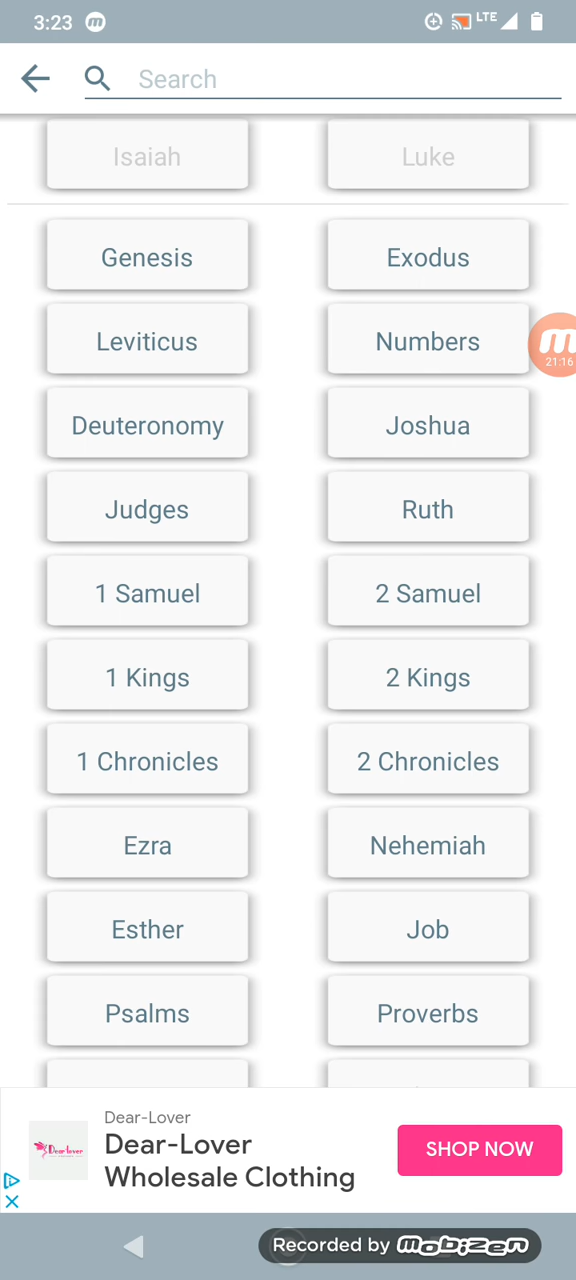 3:23 m LTE
Search
Isaiah Luke
Genesis Exodus
Leviticus Numbers
21:16
Deuteronomy Joshua
Judges Ruth
1 Samuel 2 Samuel
1 Kings 2 Kings
1 Chronicles 2 Chronicles
Ezra Nehemiah
Esther Job
Psalms Proverbs
Dear-Lover
Dear-Lover
Dear-Lover
Wholesale Clothing
SHOP NOW
Recorded by mobizen